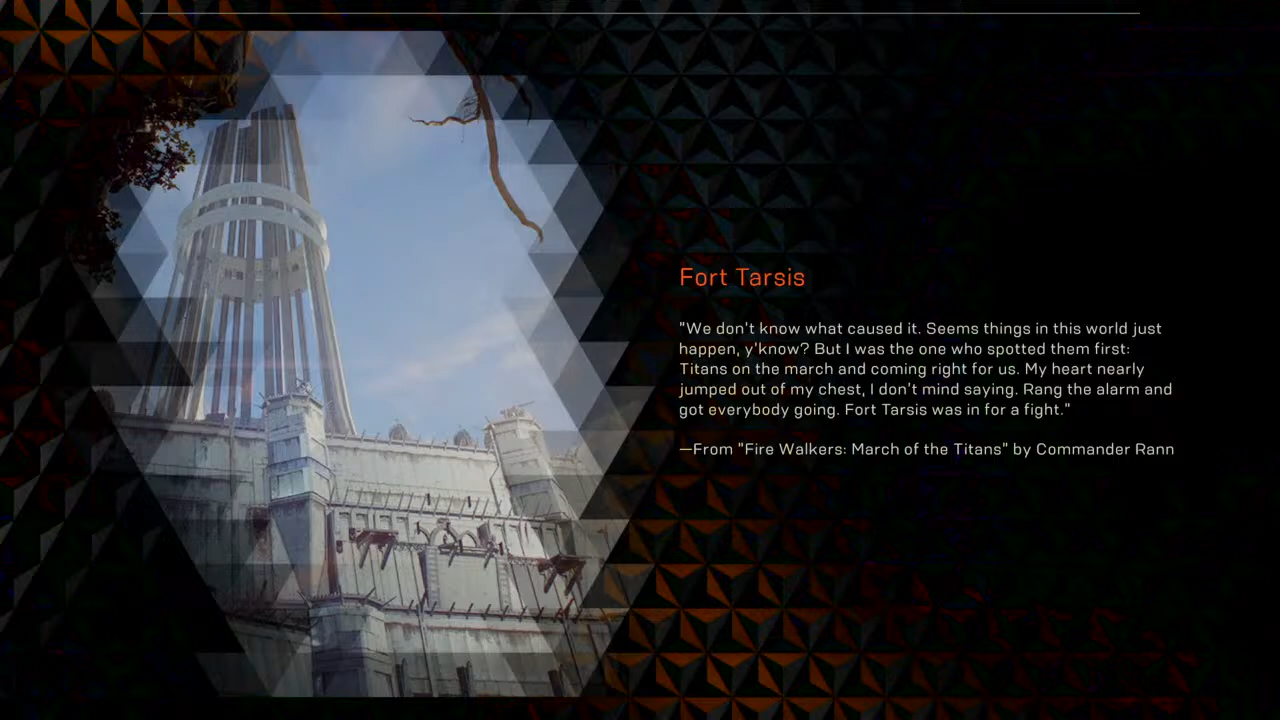 Fort Tarsis
"We don't know what caused it. Seems things in this world just
happen, y'know? But I was the one who spotted them first:
Titans on the march and coming right for us. My heart nearly
jumped out of my chest, I don't mind saying. Rang the alarm and
got everybody going. Fort Tarsis was in for a fight."
—From "Fire Walkers: March of the Titans" by Commander Rann